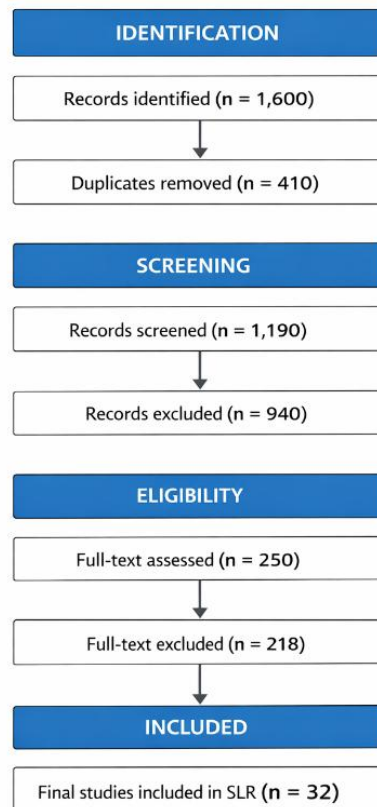 IDENTIFICATION
Records identified (n = 1,600)
Duplicates removed (n = 410)
SCREENING
Records screened (n = 1,190)
Records excluded (n = 940)
ELIGIBILITY
Full-text assessed (n = 250)
Full-text excluded (n = 218)
INCLUDED
Final studies included in SLR (n = 32)